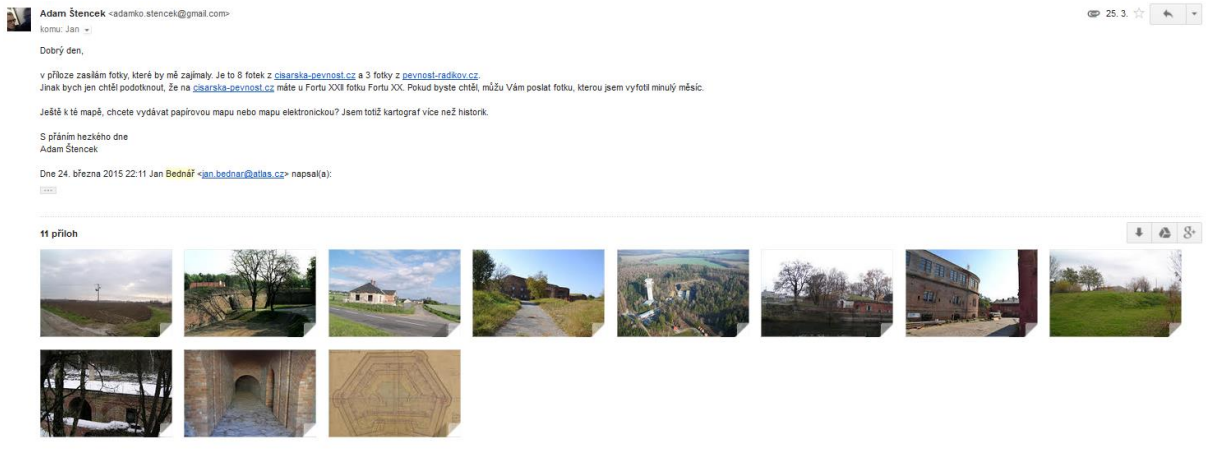 Adam Štencek <adamko.stencek@gmail.com>
25. 3.
komu: Jan
Dobrý den,
v příloze zasílám fotky, které by mě zajímaly. Je to 8 fotek z cisarska-pevnost.cz a 3 fotky z pevnost-radikov.cz.
Jinak bych jen chtěl podotknout, že na cisarska-pevnost.cz máte u Fortu XXII fotku Fortu XX. Pokud byste chtěl, můžu Vám poslat fotku, kterou jsem vyfotil minulý měsíc.
Ještě k té mapě, chcete vydávat papírovou mapu nebo mapu elektronickou? Jsem totiž kartograf více než historik.
S přáním hezkého dne
Adam Štencek
Dne 24. března 2015 22:11 Jan Bednář <jan.bednar@atlas.cz> napsal(a):
11 příloh